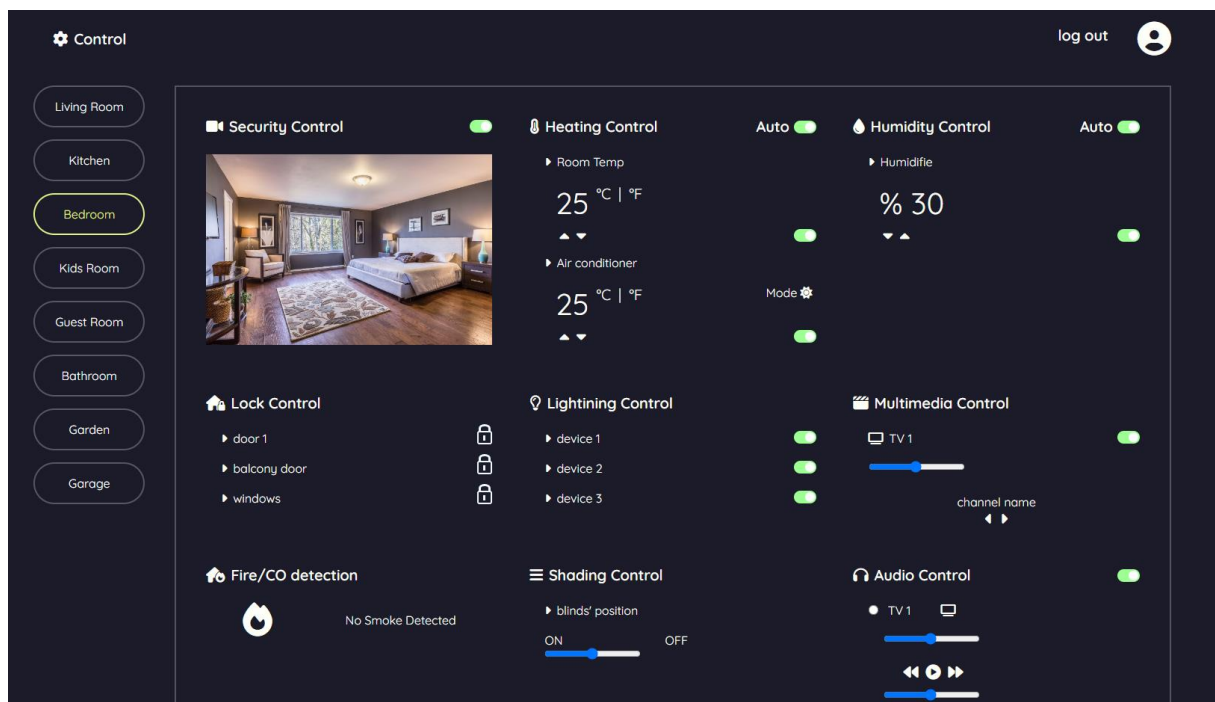 Control
log out
Living Room
Kitchen
Bedroom
Kids Room
Guest Room
Bathroom
Garden
Garage
Security Control
Heating Control Auto
Room Temp
25 °C | °F
Air conditioner
25 °C | °F
Mode
Humidity Control Auto
Humidifie
% 30
Lock Control
door 1
balcony door
windows
Lightining Control
device 1
device 2
device 3
Multimedia Control
TV 1
channel name
Fire/CO detection
No Smoke Detected
Shading Control
blinds' position
ON OFF
Audio Control
TV 1